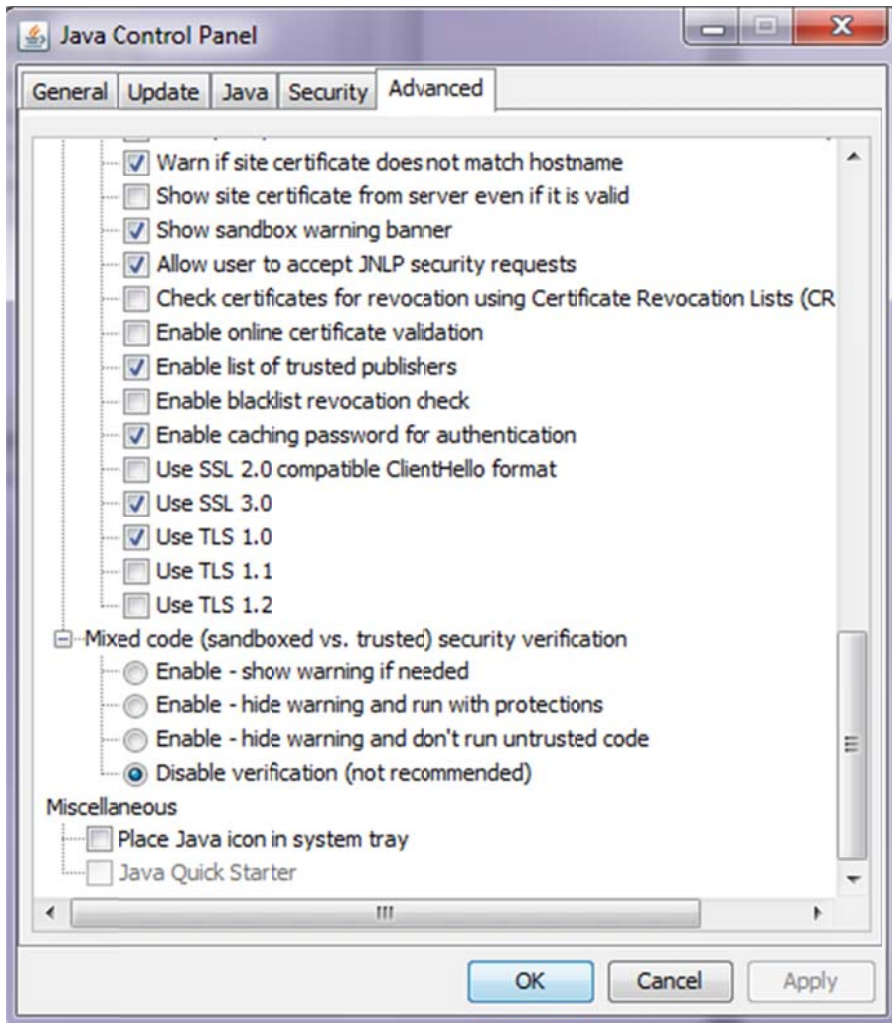 Java Control Panel
General Update Java Security Advanced
Warn if site certificate does not match hostname
Show site certificate from server even if it is valid
Show sandbox warning banner
Allow user to accept JNLP security requests
Check certificates for revocation using Certificate Revocation Lists (CR
Enable online certificate validation
Enable list of trusted publishers
Enable blacklist revocation check
Enable caching password for authentication
Use SSL 2.0 compatible ClientHello format
Use SSL 3.0
Use TLS 1.0
Use TLS 1.1
Use TLS 1.2
Mixed code (sandboxed vs. trusted) security verification
Enable - show warning if needed
Enable - hide warning and run with protections
Enable - hide warning and don't run untrusted code
Disable verification (not recommended)
Miscellaneous
Place Java icon in system tray
Java Quick Starter
OK Cancel Apply